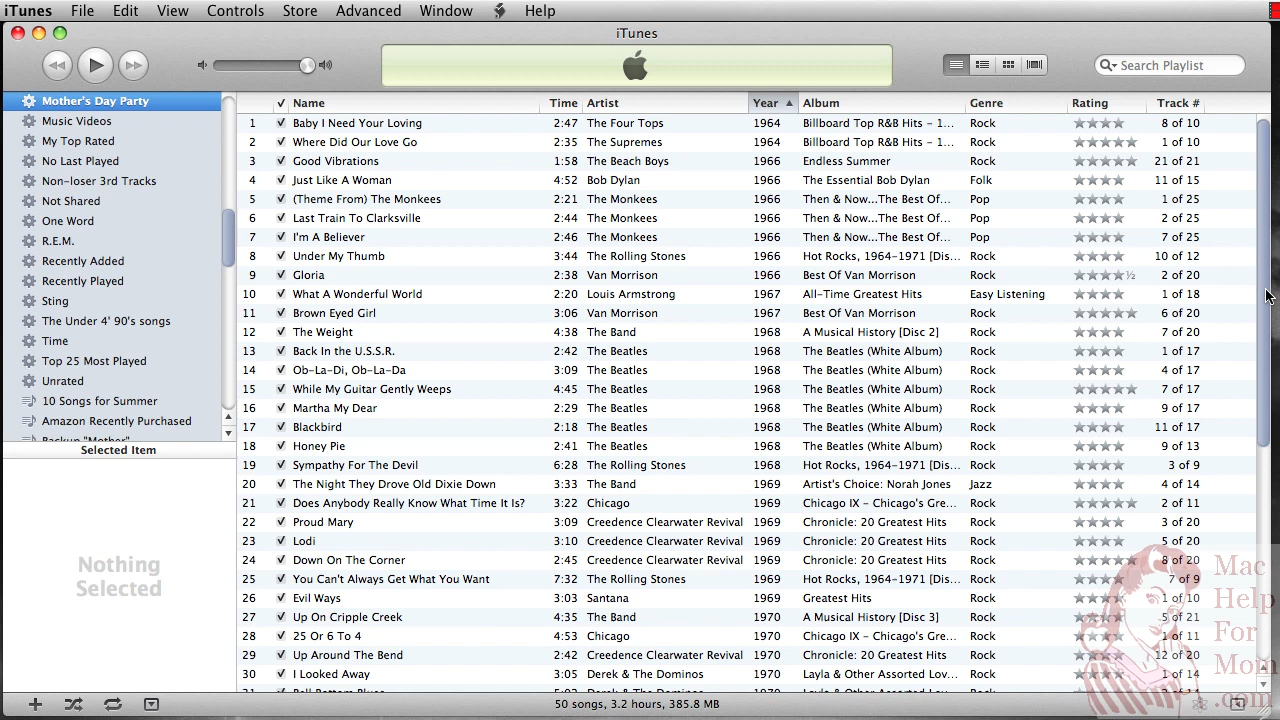 iTunes File Edit View Controls Store Advanced Window Help
iTunes
Search Playlist
Mother's Day Party
Music Videos
My Top Rated
No Last Played
Non-loser 3rd Tracks
Not Shared
One Word
R.E.M.
Recently Added
Recently Played
Sting
The Under 4' 90's songs
Time
Top 25 Most Played
Unrated
10 Songs for Summer
Amazon Recently Purchased
Backup "Mother"
Selected Item
Nothing
Selected
Name Time Artist Year Album Genre Rating Track #
1 Baby I Need Your Loving 2:47 The Four Tops 1964 Billboard Top R&B Hits – 1... Rock 8 of 10
2 Where Did Our Love Go 2:35 The Supremes 1964 Billboard Top R&B Hits – 1... Rock 1 of 10
3 Good Vibrations 1:58 The Beach Boys 1966 Endless Summer Rock 21 of 21
4 Just Like A Woman 4:52 Bob Dylan 1966 The Essential Bob Dylan Folk 11 of 15
5 (Theme From) The Monkees 2:21 The Monkees 1966 Then & Now...The Best Of... Pop 1 of 25
6 Last Train To Clarksville 2:44 The Monkees 1966 Then & Now...The Best Of... Pop 2 of 25
7 I'm A Believer 2:46 The Monkees 1966 Then & Now...The Best Of... Pop 7 of 25
8 Under My Thumb 3:44 The Rolling Stones 1966 Hot Rocks, 1964–1971 [Dis... Rock 10 of 12
9 Gloria 2:38 Van Morrison 1966 Best Of Van Morrison Rock ½ 2 of 20
10 What A Wonderful World 2:20 Louis Armstrong 1967 All-Time Greatest Hits Easy Listening 1 of 18
11 Brown Eyed Girl 3:06 Van Morrison 1967 Best Of Van Morrison Rock 6 of 20
12 The Weight 4:38 The Band 1968 A Musical History [Disc 2] Rock 7 of 20
13 Back In the U.S.S.R. 2:42 The Beatles 1968 The Beatles (White Album) Rock 1 of 17
14 Ob-La-Di, Ob-La-Da 3:09 The Beatles 1968 The Beatles (White Album) Rock 4 of 17
15 While My Guitar Gently Weeps 4:45 The Beatles 1968 The Beatles (White Album) Rock 7 of 17
16 Martha My Dear 2:29 The Beatles 1968 The Beatles (White Album) Rock 9 of 17
17 Blackbird 2:18 The Beatles 1968 The Beatles (White Album) Rock 11 of 17
18 Honey Pie 2:41 The Beatles 1968 The Beatles (White Album) Rock 9 of 13
19 Sympathy For The Devil 6:28 The Rolling Stones 1968 Hot Rocks, 1964–1971 [Dis... Rock 3 of 9
20 The Night They Drove Old Dixie Down 3:33 The Band 1969 Artist's Choice: Norah Jones Jazz 4 of 14
21 Does Anybody Really Know What Time It Is? 3:22 Chicago 1969 Chicago IX – Chicago's Gre... Rock 2 of 11
22 Proud Mary 3:09 Creedence Clearwater Revival 1969 Chronicle: 20 Greatest Hits Rock 3 of 20
23 Lodi 3:10 Creedence Clearwater Revival 1969 Chronicle: 20 Greatest Hits Rock 5 of 20
24 Down On The Corner 2:45 Creedence Clearwater Revival 1969 Chronicle: 20 Greatest Hits Rock 8 of 20
25 You Can't Always Get What You Want 7:32 The Rolling Stones 1969 Hot Rocks, 1964–1971 [Dis... Rock 7 of 9
26 Evil Ways 3:03 Santana 1969 Greatest Hits Rock 1 of 10
27 Up On Cripple Creek 4:35 The Band 1970 A Musical History [Disc 3] Rock 5 of 21
28 25 Or 6 To 4 4:53 Chicago 1970 Chicago IX – Chicago's Gre... Rock 1 of 11
29 Up Around The Bend 2:42 Creedence Clearwater Revival 1970 Chronicle: 20 Greatest Hits Rock 12 of 20
30 I Looked Away 3:05 Derek & The Dominos 1970 Layla & Other Assorted Lov... Rock 1 of 14
31 Bell Bottom Blues Derek & The Dominos 1970 Layla & Other Assorted Lov... Rock
Mac
Help
For
Mom
.com
50 songs, 3.2 hours, 385.8 MB